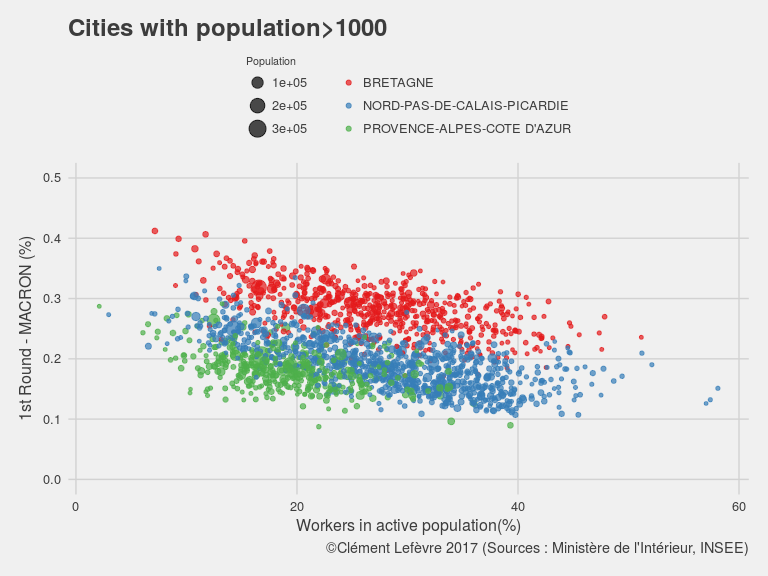 Cities with population>1000
Population
1e+05
2e+05
3e+05
BRETAGNE
NORD-PAS-DE-CALAIS-PICARDIE
PROVENCE-ALPES-COTE D'AZUR
1st Round - MACRON (%)
0.5
0.4
0.3
0.2
0.1
0.0
0 20 40 60
Workers in active population(%)
©Clément Lefèvre 2017 (Sources : Ministère de l'Intérieur, INSEE)